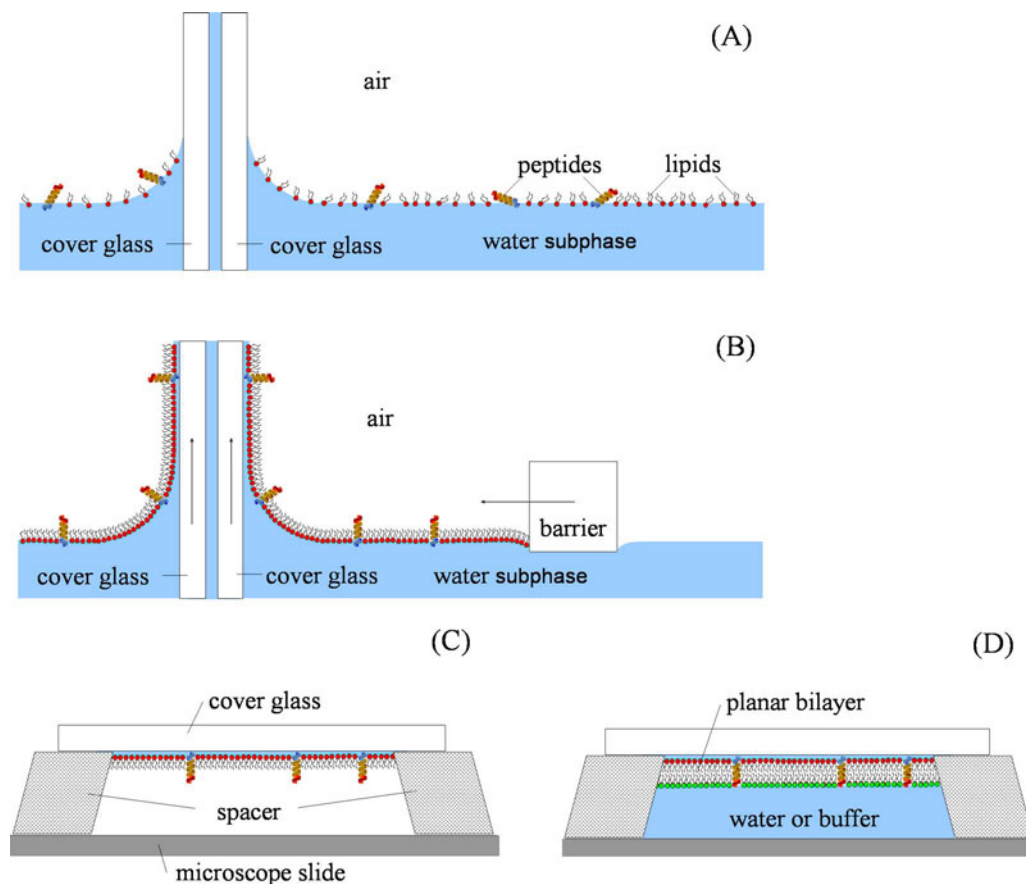 (A)
air
peptides
lipids
cover glass
cover glass
water subphase
(B)
air
barrier
cover glass
cover glass
water subphase
(C)
(D)
cover glass
planar bilayer
spacer
water or buffer
microscope slide